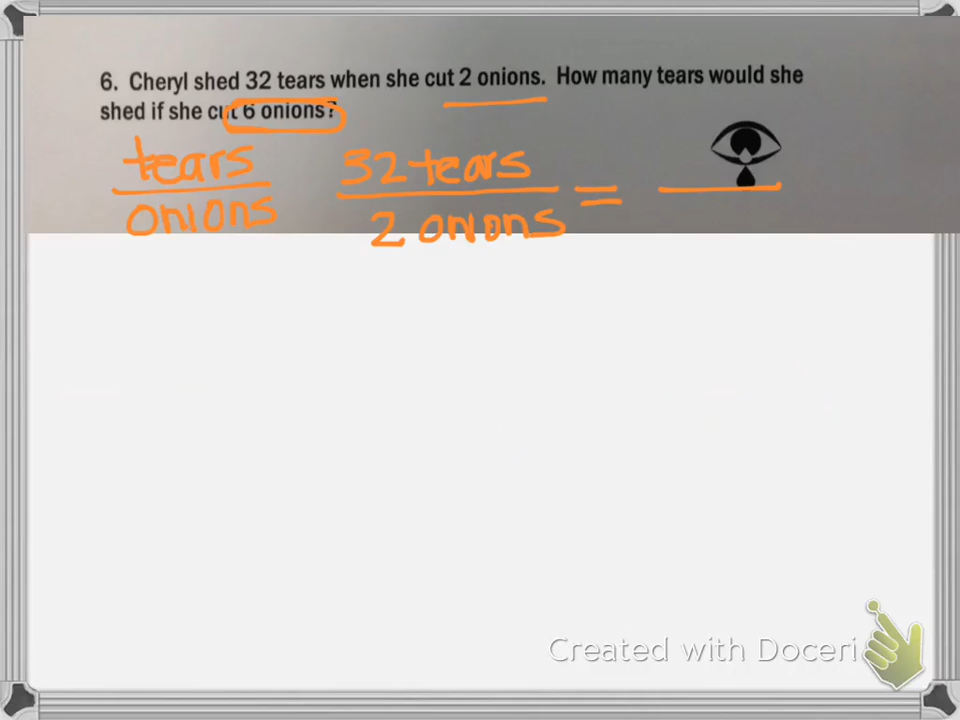 6. Cheryl shed 32 tears when she cut 2 onions. How many tears would she
shed if she cut 6 onions?
tears 32 tears
onions 2 onions =
Created with Doceri